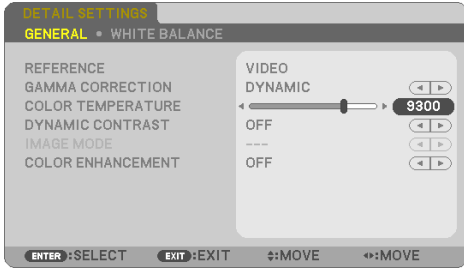 DETAIL SETTINGS
GENERAL • WHITE BALANCE
REFERENCE VIDEO
GAMMA CORRECTION DYNAMIC
COLOR TEMPERATURE 9300
DYNAMIC CONTRAST OFF
IMAGE MODE ---
COLOR ENHANCEMENT OFF
ENTER :SELECT EXIT :EXIT :MOVE :MOVE